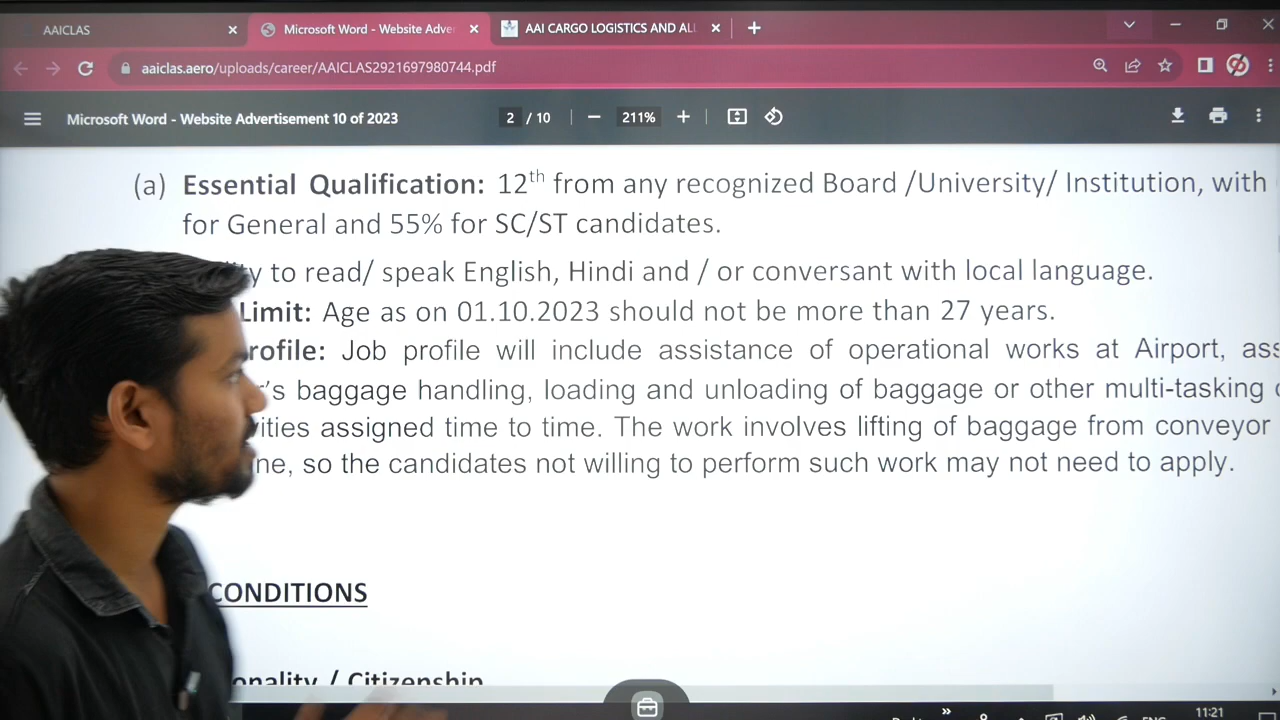 AAICLAS
Microsoft Word - Website Adve
AAI CARGO LOGISTICS AND AL
aaiclas.aero/uploads/career/AAICLAS2921697980744.pdf
Microsoft Word - Website Advertisement 10 of 2023
2 / 10
211%
(a) Essential Qualification: 12th from any recognized Board /University/ Institution, with
for General and 55% for SC/ST candidates.
y to read/ speak English, Hindi and / or conversant with local language.
Limit: Age as on 01.10.2023 should not be more than 27 years.
rofile: Job profile will include assistance of operational works at Airport, ass
r's baggage handling, loading and unloading of baggage or other multi-tasking
vities assigned time to time. The work involves lifting of baggage from conveyor
ne, so the candidates not willing to perform such work may not need to apply.
CONDITIONS
onality / Citizenship
11:21